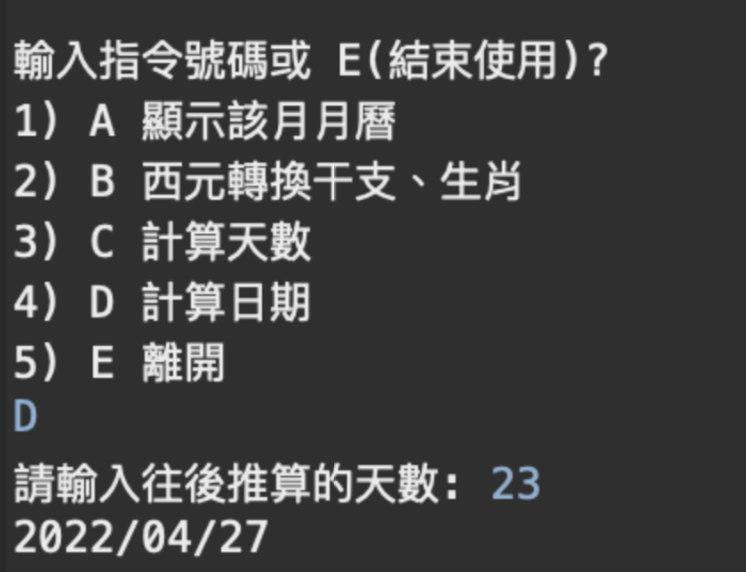 輸入指令號碼或 E(結束使用)?
1) A 顯示該月月曆
2) B 西元轉換干支、生肖
3) C 計算天數
4) D 計算日期
5) E 離開
D
請輸入往後推算的天數: 23
2022/04/27